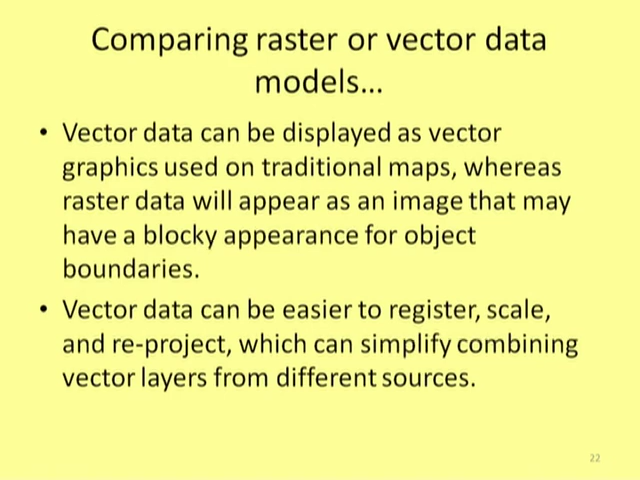 Comparing raster or vector data
models…
• Vector data can be displayed as vector
graphics used on traditional maps, whereas
raster data will appear as an image that may
have a blocky appearance for object
boundaries.
• Vector data can be easier to register, scale,
and re-project, which can simplify combining
vector layers from different sources.
22